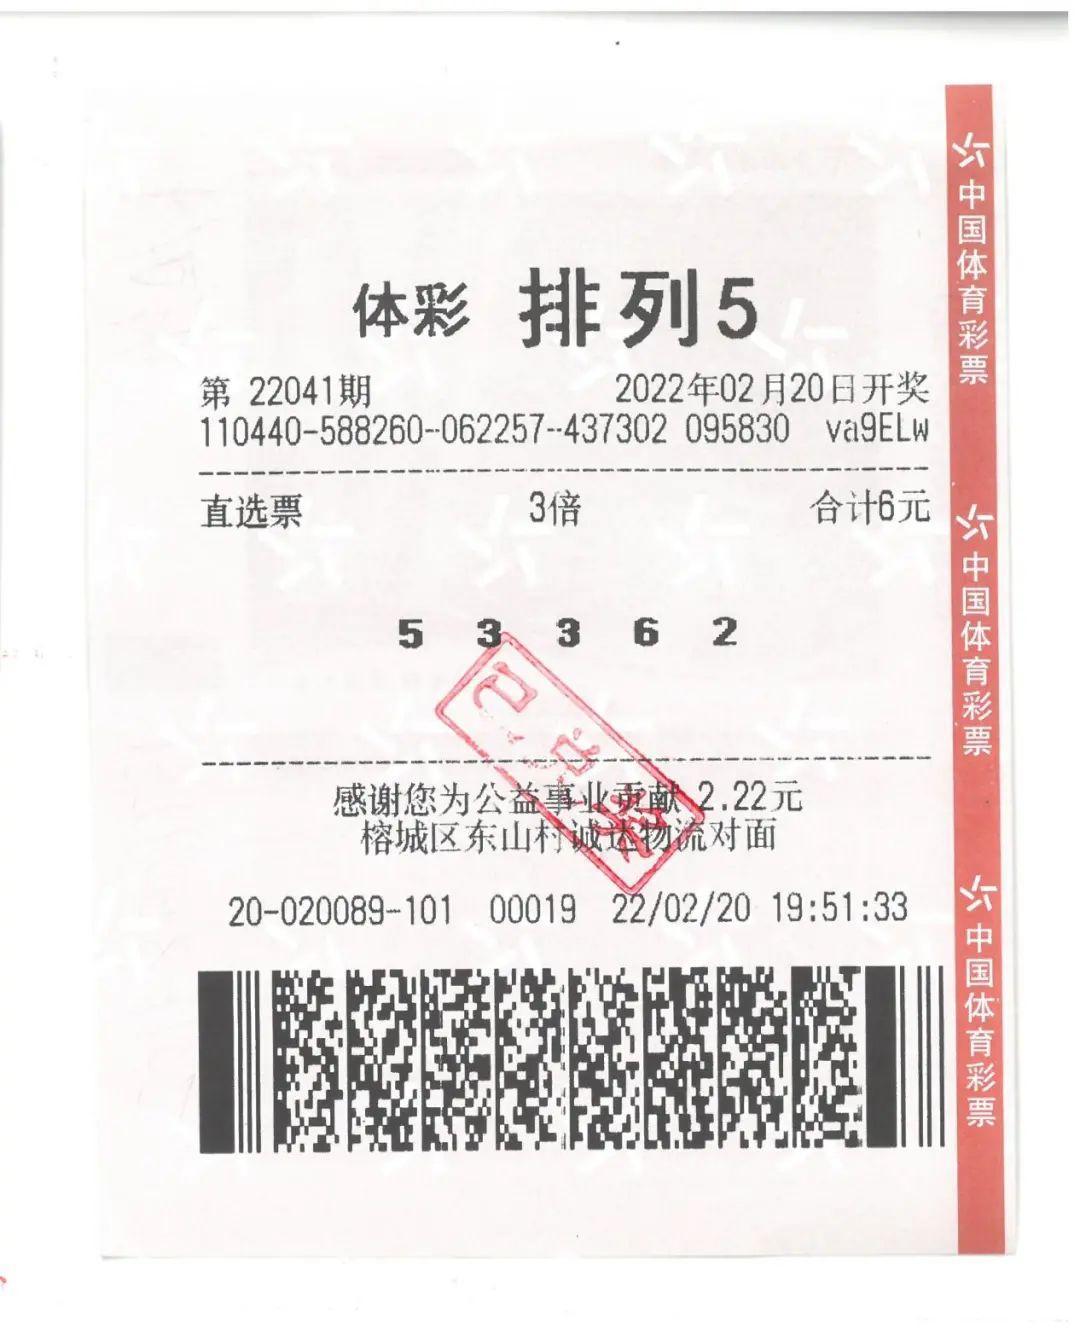 体彩 排列5
第 22041期 2022年02月20日开奖
110440-588260--062257--437302 095830 va9ELw
直选票 3倍 合计6元
5 3 3 6 2
已兑奖
感谢您为公益事业贡献 2.22元
榕城区东山村诚达物流对面
20-020089-101 00019 22/02/20 19:51:33
中国体育彩票
中国体育彩票
中国体育彩票